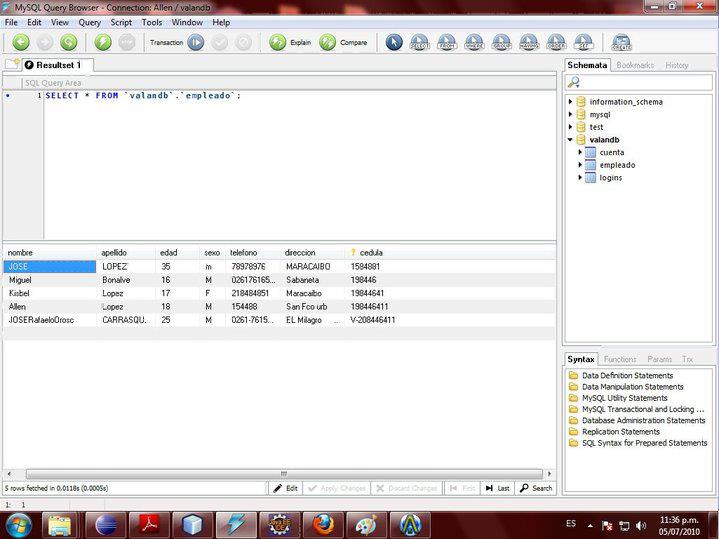 MySQL Query Browser - Connection: Allen / valandb
File Edit View Query Script Tools Window Help
Transaction Explain Compare SELECT FROM WHERE GROUP HAVING ORDER SET CREATE
Resultset 1
SQL Query Area
1 SELECT * FROM `valandb`.`empleado`;
Schemata Bookmarks History
information_schema
mysql
test
valandb
cuenta
empleado
logins
nombre apellido edad sexo telefono direccion cedula
JOSE LOPEZ 35 m 78978976 MARACAIBO 1584881
Miguel Bonalve 16 M 026176165... Sabaneta 198446
Kisbel Lopez 17 F 218484851 Maracaibo 19844641
Allen Lopez 18 M 154488 San Fco urb 198446411
JOSERafaeloOrosc CARRASQU. 25 M 0261-7615... EL Milagro ... V-208446411
Syntax Functions Params Trx
Data Definition Statements
Data Manipulation Statements
MySQL Utility Statements
MySQL Transactional and Locking ...
Database Administration Statements
Replication Statements
SQL Syntax for Prepared Statements
5 rows fetched in 0,0118s (0,0005s) Edit Apply Changes Discard Changes First Last Search
1: 1
Java EE
IDE
ES
11:36 p.m.
05/07/2010